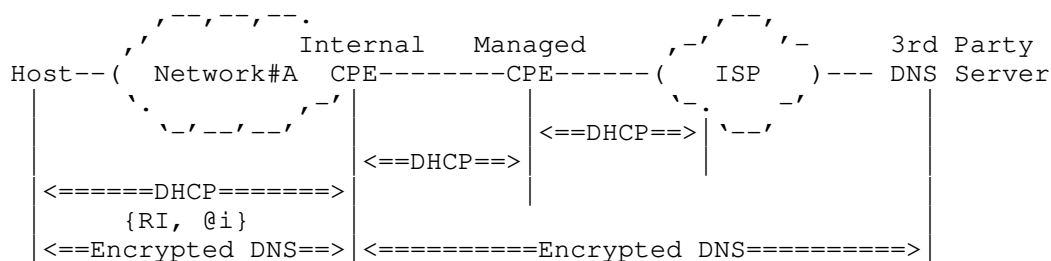 Internal Managed 3rd Party
Host--( Network#A CPE--------CPE------( ISP )--- DNS Server
|<==DHCP==>|
|<==DHCP==>|
|<======DHCP=======>|
{RI, @i}
|<==Encrypted DNS==>|<==========Encrypted DNS==========>|